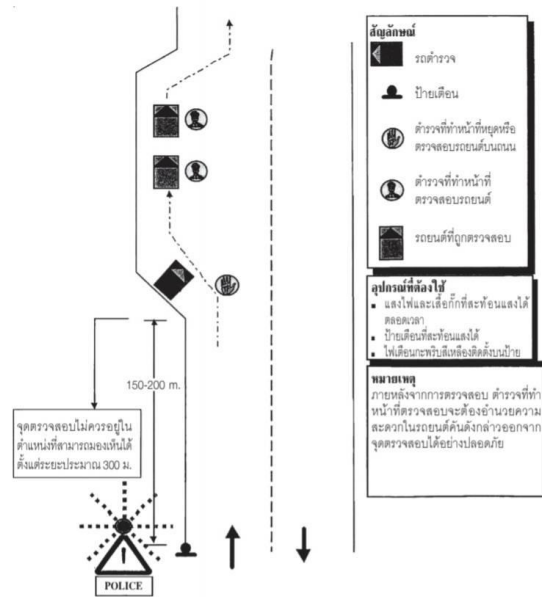 สัญลักษณ์
รถตำรวจ
ป้ายเตือน
ตำรวจที่ทำหน้าที่หยุดหรือ
ตรวจสอบรถยนต์บนถนน
ตำรวจที่ทำหน้าที่
ตรวจสอบรถยนต์
รถยนต์ที่ถูกตรวจสอบ
อุปกรณ์ที่ต้องใช้
▪ แสงไฟและเสื้อกั๊กที่สะท้อนแสงได้
ตลอดเวลา
▪ ป้ายเตือนที่สะท้อนแสงได้
▪ ไฟเตือนกะพริบสีเหลืองติดตั้งบนป้าย
หมายเหตุ
ภายหลังจากการตรวจสอบ ตำรวจที่ทำ
หน้าที่ตรวจสอบจะต้องอำนวยความ
สะดวกในรถยนต์คันดังกล่าวออกจาก
จุดตรวจสอบได้อย่างปลอดภัย
150-200 m.
จุดตรวจสอบไม่ควรอยู่ใน
ตำแหน่งที่สามารถมองเห็นได้
ตั้งแต่ระยะประมาณ 300 ม.
!
POLICE